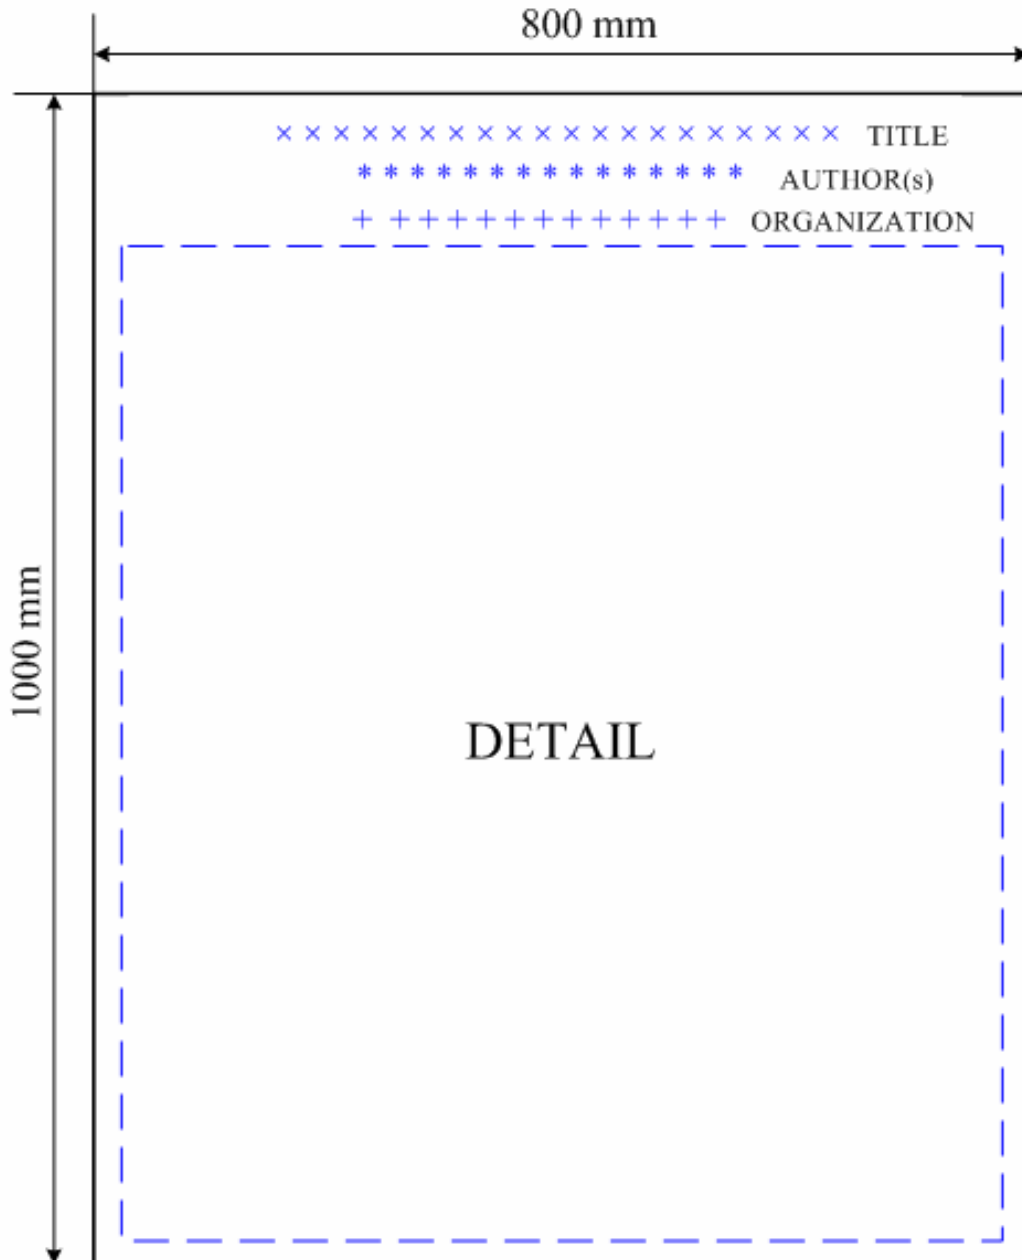 800 mm
× × × × × × × × × × × × × × × × × × × × TITLE
* * * * * * * * * * * * * * * AUTHOR(s)
+ + + + + + + + + + + + + ORGANIZATION
1000 mm
DETAIL